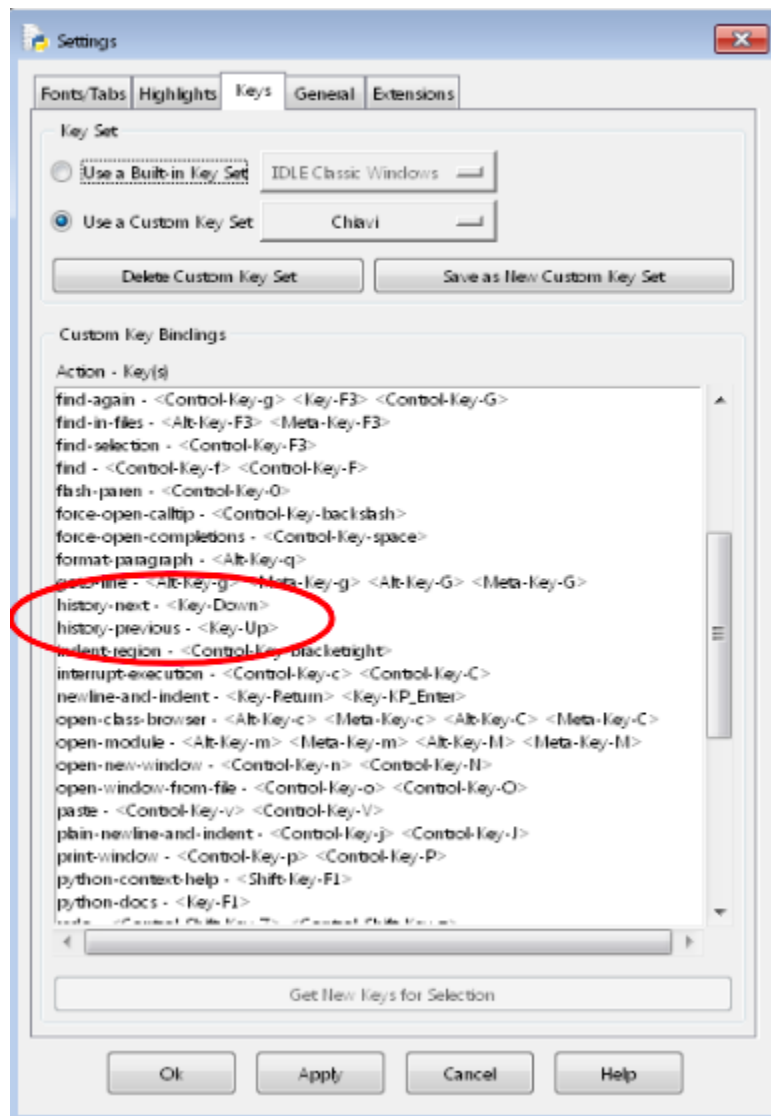 Settings
Fonts/Tabs Highlights Keys General Extensions
Key Set
Use a Built-in Key Set IDLE Classic Windows
Use a Custom Key Set Chiavi
Delete Custom Key Set Save as New Custom Key Set
Custom Key Bindings
Action - Key(s)
find-again - <Control-Key-g> <Key-F3> <Control-Key-G>
find-in-files - <Alt-Key-F3> <Meta-Key-F3>
find-selection - <Control-Key-F3>
find - <Control-Key-f> <Control-Key-F>
flash-paren - <Control-Key-0>
force-open-calltip - <Control-Key-backslash>
force-open-completions - <Control-Key-space>
format-paragraph - <Alt-Key-q>
goto-line - <Alt-Key-g> <Meta-Key-g> <Alt-Key-G> <Meta-Key-G>
history-next - <Key-Down>
history-previous - <Key-Up>
indent-region - <Control-Key-bracketright>
interrupt-execution - <Control-Key-c> <Control-Key-C>
newline-and-indent - <Key-Return> <Key-KP_Enter>
open-class-browser - <Alt-Key-c> <Meta-Key-c> <Alt-Key-C> <Meta-Key-C>
open-module - <Alt-Key-m> <Meta-Key-m> <Alt-Key-M> <Meta-Key-M>
open-new-window - <Control-Key-n> <Control-Key-N>
open-window-from-file - <Control-Key-o> <Control-Key-O>
paste - <Control-Key-v> <Control-Key-V>
plain-newline-and-indent - <Control-Key-j> <Control-Key-J>
print-window - <Control-Key-p> <Control-Key-P>
python-context-help - <Shift-Key-F1>
python-docs - <Key-F1>
Get New Keys for Selection
Ok Apply Cancel Help